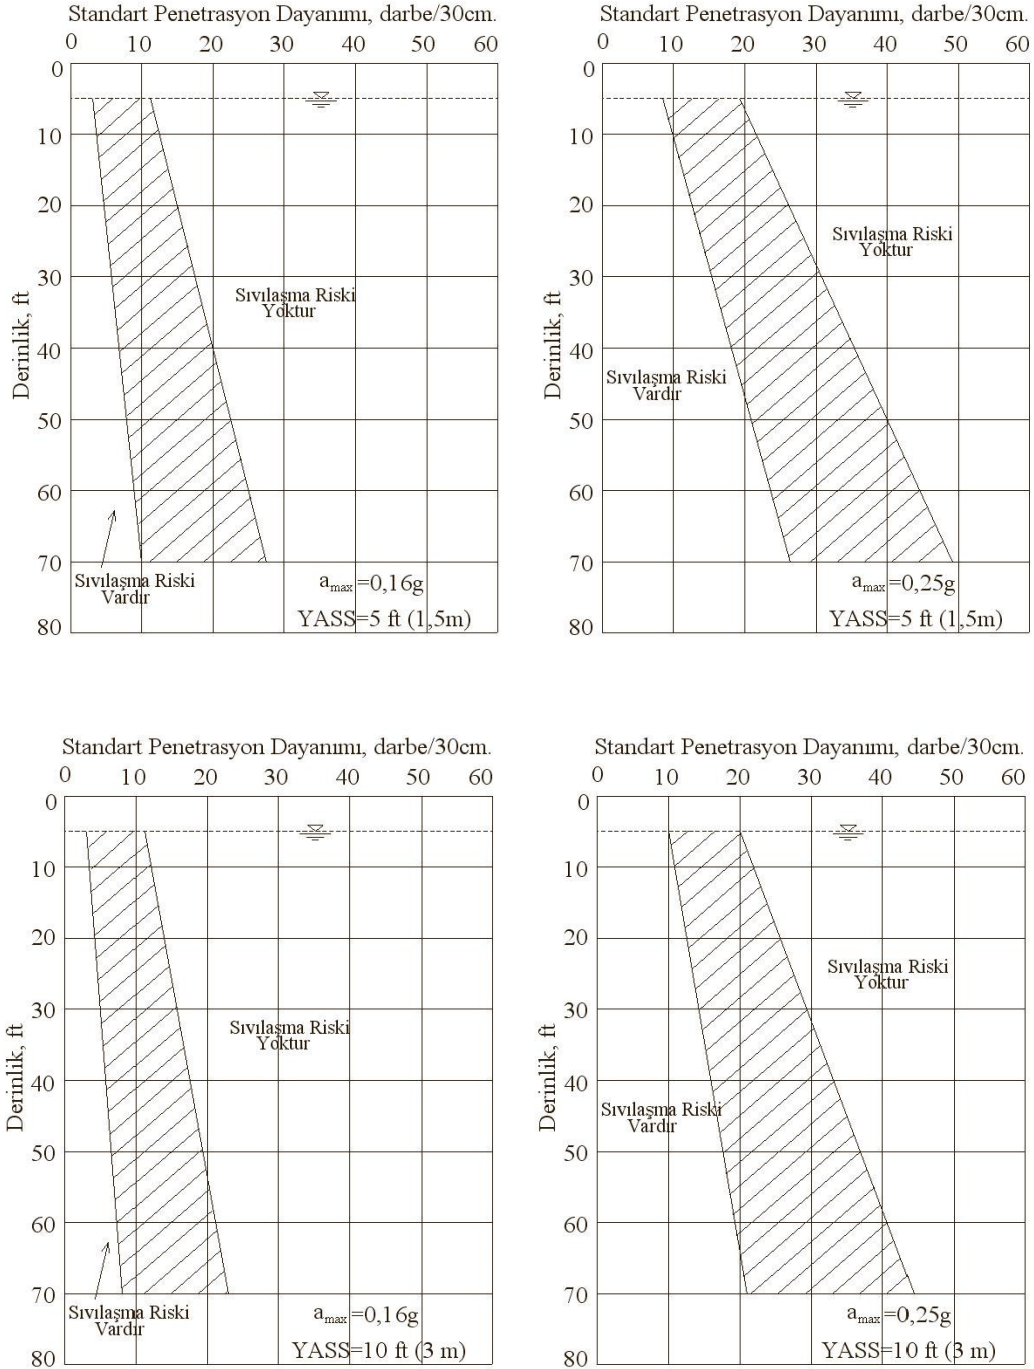 Standart Penetrasyon Dayanımı, darbe/30cm.
0 10 20 30 40 50 60
0
10
20
30
40
50
60
70
80
Derinlik, ft
Sıvılaşma Riski
Yoktur
Sıvılaşma Riski
Vardır
a max =0,16g
YASS=5 ft (1,5m)
Standart Penetrasyon Dayanımı, darbe/30cm.
0 10 20 30 40 50 60
0
10
20
30
40
50
60
70
80
Derinlik, ft
Sıvılaşma Riski
Yoktur
Sıvılaşma Riski
Vardır
a max =0,25g
YASS=5 ft (1,5m)
Standart Penetrasyon Dayanımı, darbe/30cm.
0 10 20 30 40 50 60
0
10
20
30
40
50
60
70
80
Derinlik, ft
Sıvılaşma Riski
Yoktur
Sıvılaşma Riski
Vardır
a max =0,16g
YASS=10 ft (3 m)
Standart Penetrasyon Dayanımı, darbe/30cm.
0 10 20 30 40 50 60
0
10
20
30
40
50
60
70
80
Derinlik, ft
Sıvılaşma Riski
Yoktur
Sıvılaşma Riski
Vardır
a max =0,25g
YASS=10 ft (3 m)